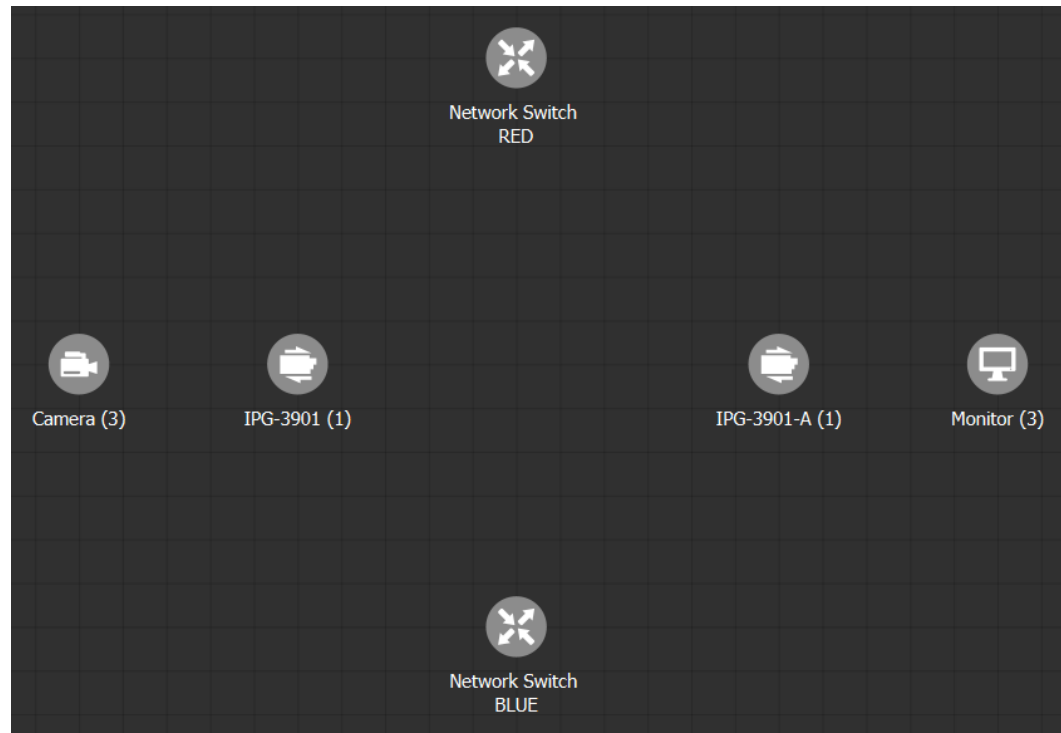 Network Switch
RED
Camera (3)
IPG-3901 (1)
IPG-3901-A (1)
Monitor (3)
Network Switch
BLUE